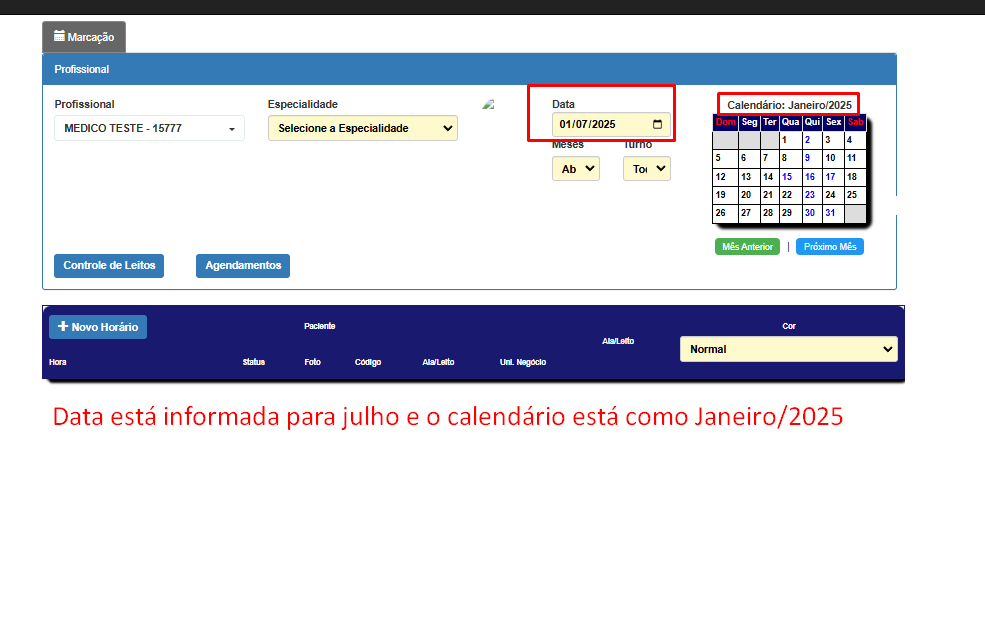 Marcação
Profissional
Profissional Especialidade Data Calendário: Janeiro/2025
MEDICO TESTE - 15777 Selecione a Especialidade 01/07/2025
Dom Seg Ter Qua Qui Sex Sab
1 2 3 4
5 6 7 8 9 10 11
12 13 14 15 16 17 18
19 20 21 22 23 24 25
26 27 28 29 30 31
Meses Turno
Ab Too
Mês Anterior | Próximo Mês
Controle de Leitos Agendamentos
+ Novo Horário Paciente Ala/Leito Cor
Normal
Hora Status Foto Código Ala/Leito Uni. Negócio
Data está informada para julho e o calendário está como Janeiro/2025